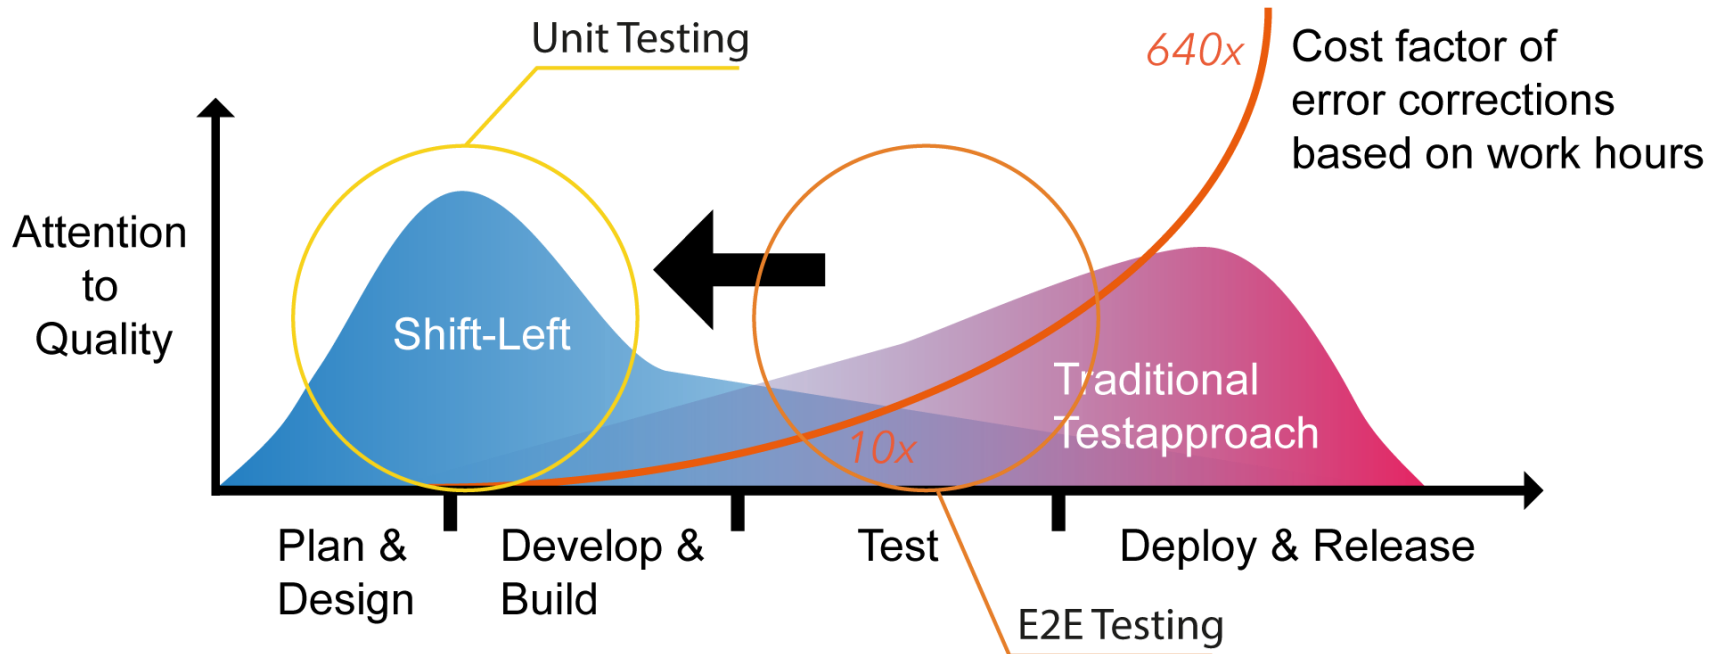 Unit Testing
640x
Cost factor of
error corrections
based on work hours
Attention
to
Quality
Shift-Left
Traditional
Testapproach
10x
Plan &
Design
Develop &
Build
Test
Deploy & Release
E2E Testing